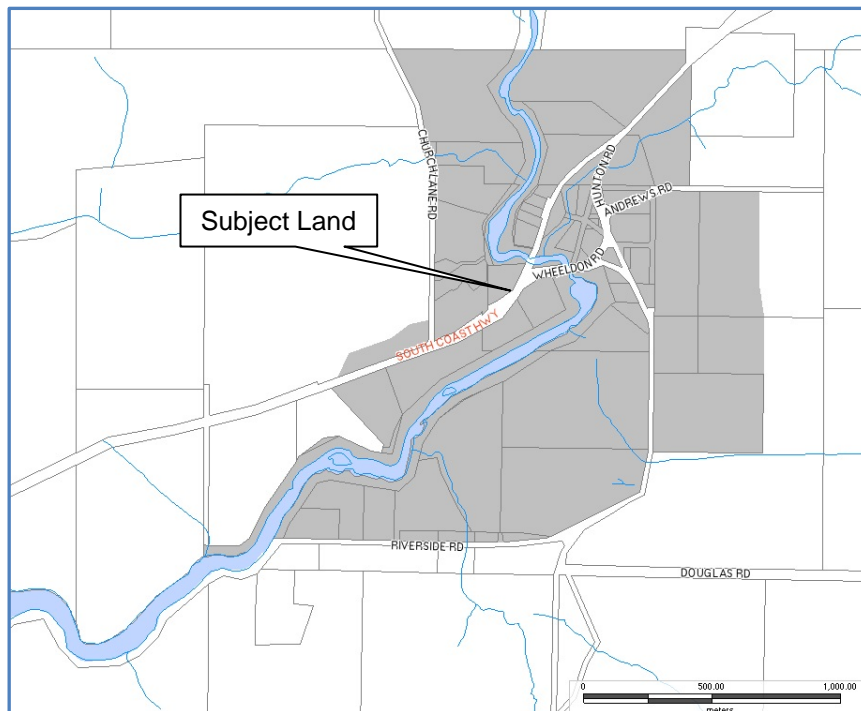 CHURCHLANE RD
HUNTON RD
ANDREWS RD
Subject Land
WHEELDON RD
SOUTH COAST HWY
RIVERSIDE RD
DOUGLAS RD
0 500.00 1,000.00
meters